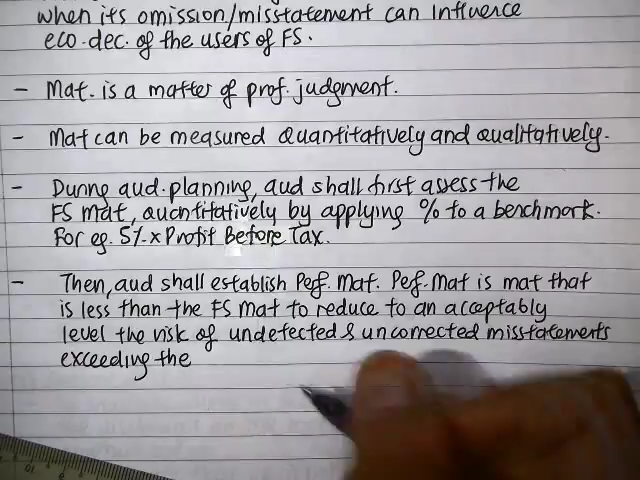 when its omission/misstatement can influence
eco.dec. of the users of FS.
- Mat. is a matter of prof. judgment.
- Mat can be measured quantitatively and qualitatively.
- During aud. planning, aud shall first assess the
FS mat, quantitatively by applying % to a benchmark.
For eg. 5% x Profit Before Tax.
- Then, aud shall establish Perf. Mat. Perf. Mat is mat that
is less than the FS mat to reduce to an acceptably
level the risk of undetected & uncorrected misstatements
exceeding the